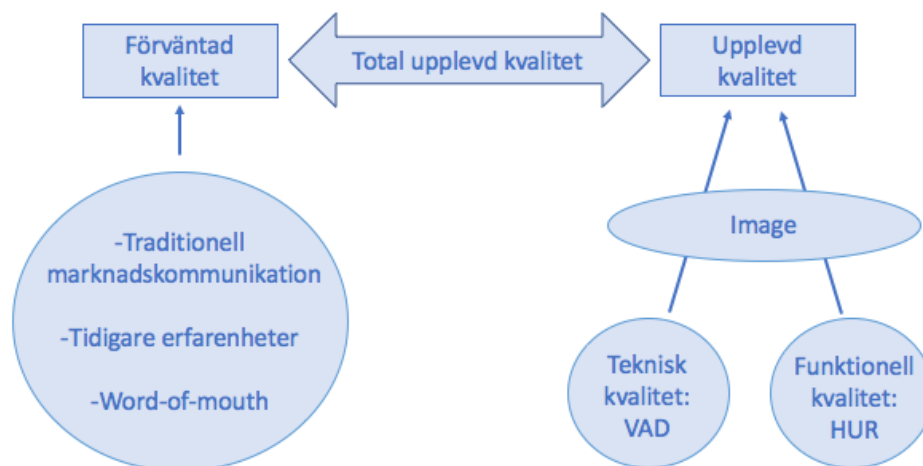 Förväntad
kvalitet
Total upplevd kvalitet
Upplevd
kvalitet
-Traditionell
marknadskommunikation
-Tidigare erfarenheter
-Word-of-mouth
Image
Teknisk
kvalitet:
VAD
Funktionell
kvalitet:
HUR